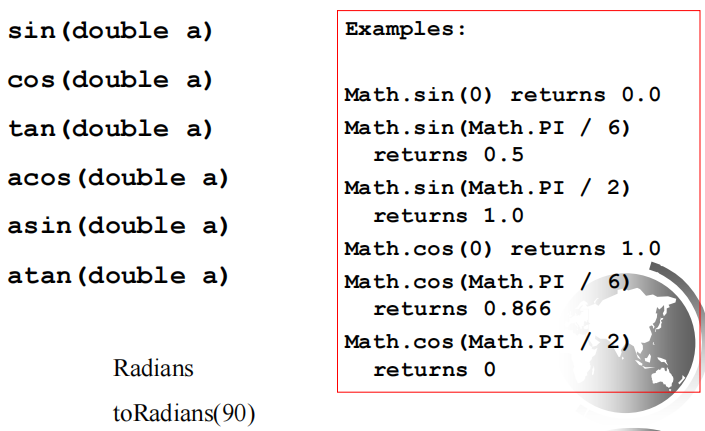 sin(double a)
cos(double a)
tan(double a)
acos(double a)
asin(double a)
atan(double a)
Radians
toRadians(90)
Examples:
Math.sin(0) returns 0.0
Math.sin(Math.PI / 6)
returns 0.5
Math.sin(Math.PI / 2)
returns 1.0
Math.cos(0) returns 1.0
Math.cos(Math.PI / 6)
returns 0.866
Math.cos(Math.PI / 2)
returns 0